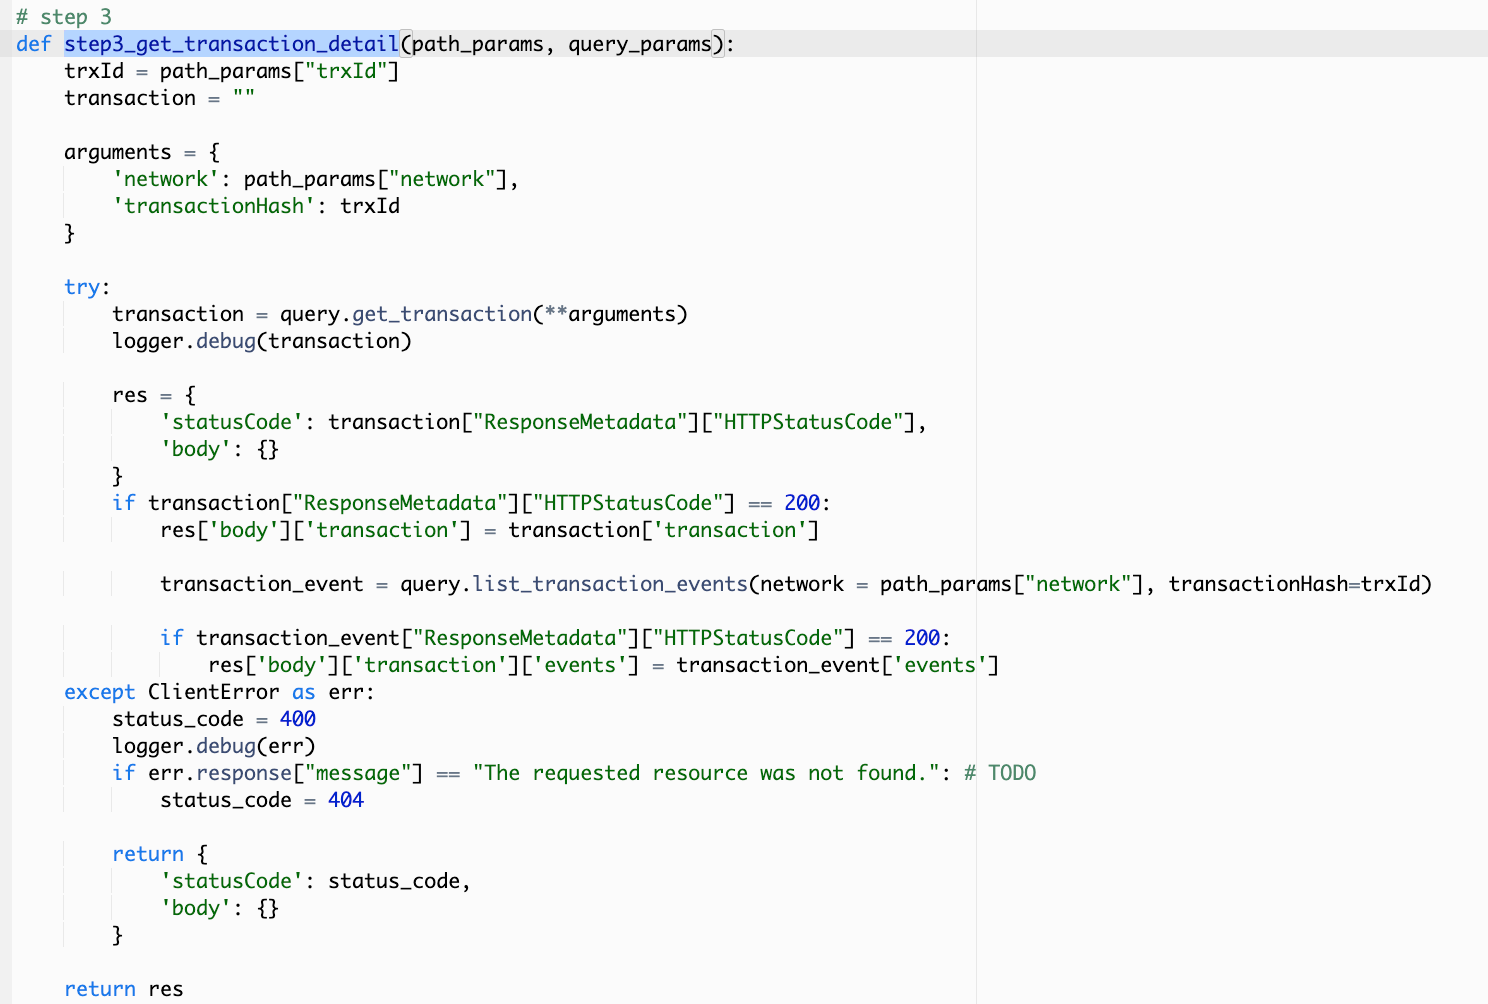 # step 3
def step3_get_transaction_detail(path_params, query_params):
    trxId = path_params["trxId"]
    transaction = ""

    arguments = {
        'network': path_params["network"],
        'transactionHash': trxId
    }

    try:
        transaction = query.get_transaction(**arguments)
        logger.debug(transaction)

        res = {
            'statusCode': transaction["ResponseMetadata"]["HTTPStatusCode"],
            'body': {}
        }
        if transaction["ResponseMetadata"]["HTTPStatusCode"] == 200:
            res['body']['transaction'] = transaction['transaction']

            transaction_event = query.list_transaction_events(network = path_params["network"], transactionHash=trxId)

            if transaction_event["ResponseMetadata"]["HTTPStatusCode"] == 200:
                res['body']['transaction']['events'] = transaction_event['events']
    except ClientError as err:
        status_code = 400
        logger.debug(err)
        if err.response["message"] == "The requested resource was not found.": # TODO
            status_code = 404

        return {
            'statusCode': status_code,
            'body': {}
        }

    return res